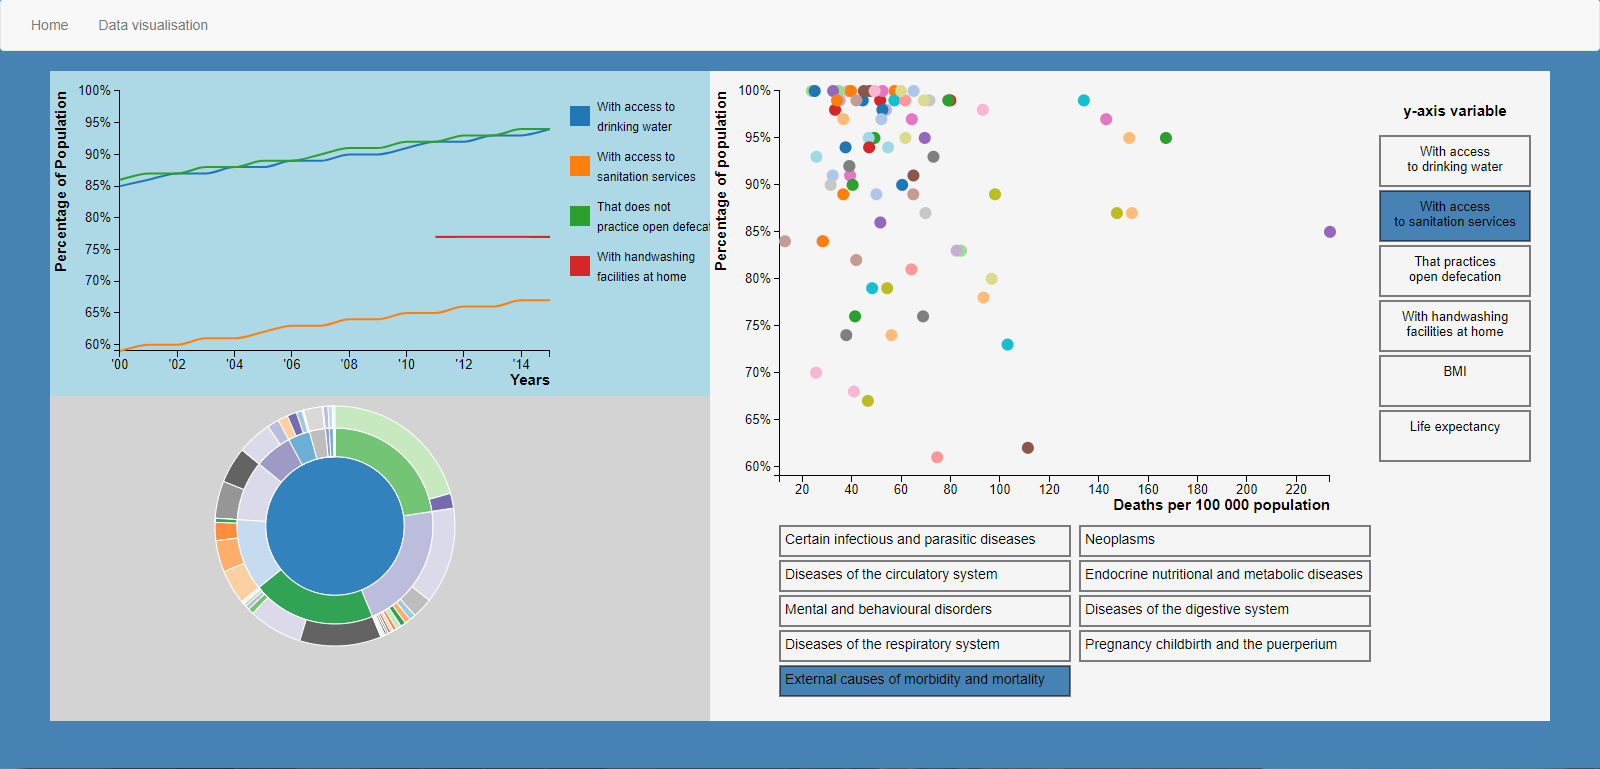 Home
Data visualisation
Percentage of Population
100%
95%
90%
85%
80%
75%
70%
65%
60%
'00
'02
'04
'06
'08
'10
'12
'14
Years
With access to
drinking water
With access to
sanitation services
That does not
practice open defecat
With handwashing
facilities at home
Percentage of population
100%
95%
90%
85%
80%
75%
70%
65%
60%
20
40
60
80
100
120
140
160
180
200
220
Deaths per 100 000 population
y-axis variable
With access
to drinking water
With access
to sanitation services
That practices
open defecation
With handwashing
facilities at home
BMI
Life expectancy
Certain infectious and parasitic diseases
Neoplasms
Diseases of the circulatory system
Endocrine nutritional and metabolic diseases
Mental and behavioural disorders
Diseases of the digestive system
Diseases of the respiratory system
Pregnancy childbirth and the puerperium
External causes of morbidity and mortality